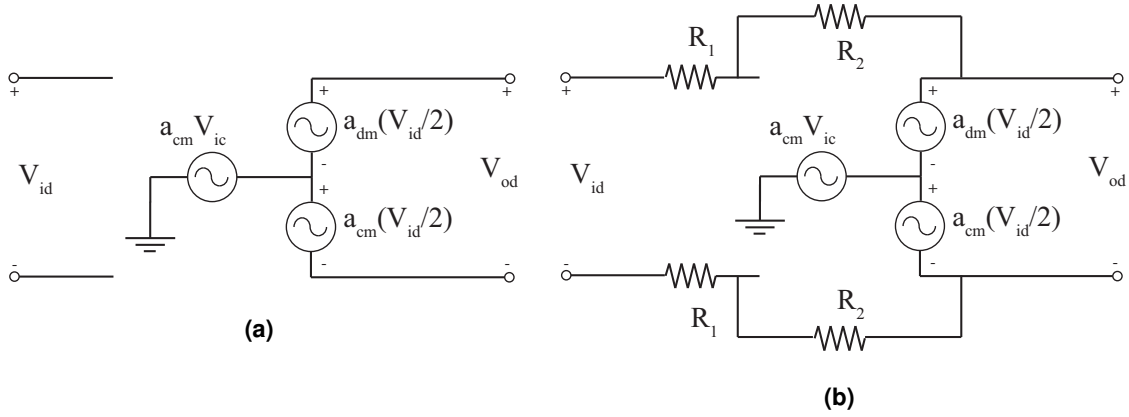 +
a_cm V_ic
+
a_dm(V_id/2)
+
-
V_id
V_od
+
a_cm(V_id/2)
-
-
-
(a)
R_1
R_2
+
+
a_cm V_ic
a_dm(V_id/2)
+
-
V_id
V_od
+
a_cm(V_id/2)
-
-
-
R_1
R_2
(b)